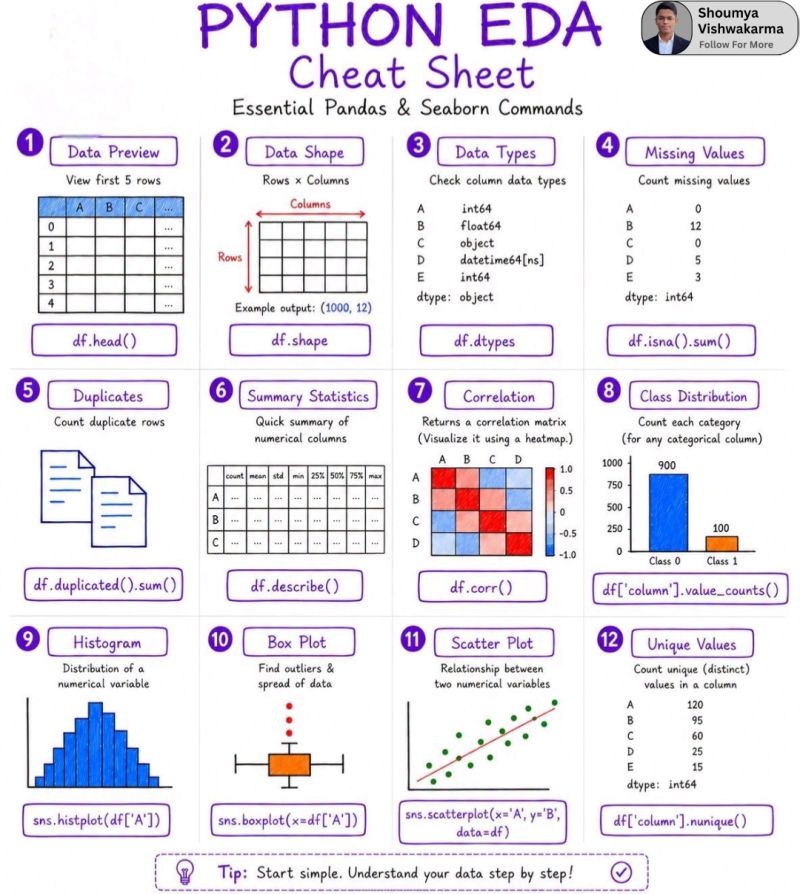 PYTHON EDA
Cheat Sheet
Essential Pandas & Seaborn Commands
Shoumya
Vishwakarma
Follow For More
1 Data Preview
View first 5 rows
A B C ...
0 ...
1 ...
2 ...
3 ...
4 ...
df.head()
2 Data Shape
Rows × Columns
Columns
Rows
Example output: (1000, 12)
df.shape
3 Data Types
Check column data types
A int64
B float64
C object
D datetime64[ns]
E int64
dtype: object
df.dtypes
4 Missing Values
Count missing values
A 0
B 12
C 0
D 5
E 3
dtype: int64
df.isna().sum()
5 Duplicates
Count duplicate rows
df.duplicated().sum()
6 Summary Statistics
Quick summary of
numerical columns
count mean std min 25% 50% 75% max
A ... ... ... ... ... ... ... ...
B ... ... ... ... ... ... ... ...
C ... ... ... ... ... ... ... ...
df.describe()
7 Correlation
Returns a correlation matrix
(Visualize it using a heatmap.)
A B C D
A
B
C
D
1.0
0.5
0.0
-0.5
-1.0
df.corr()
8 Class Distribution
Count each category
(for any categorical column)
1000
750
500
250
0
900
100
Class 0 Class 1
df['column'].value_counts()
9 Histogram
Distribution of a
numerical variable
sns.histplot(df['A'])
10 Box Plot
Find outliers &
spread of data
sns.boxplot(x=df['A'])
11 Scatter Plot
Relationship between
two numerical variables
sns.scatterplot(x='A', y='B',
data=df)
12 Unique Values
Count unique (distinct)
values in a column
A 120
B 95
C 60
D 25
E 15
dtype: int64
df['column'].nunique()
Tip: Start simple. Understand your data step by step!